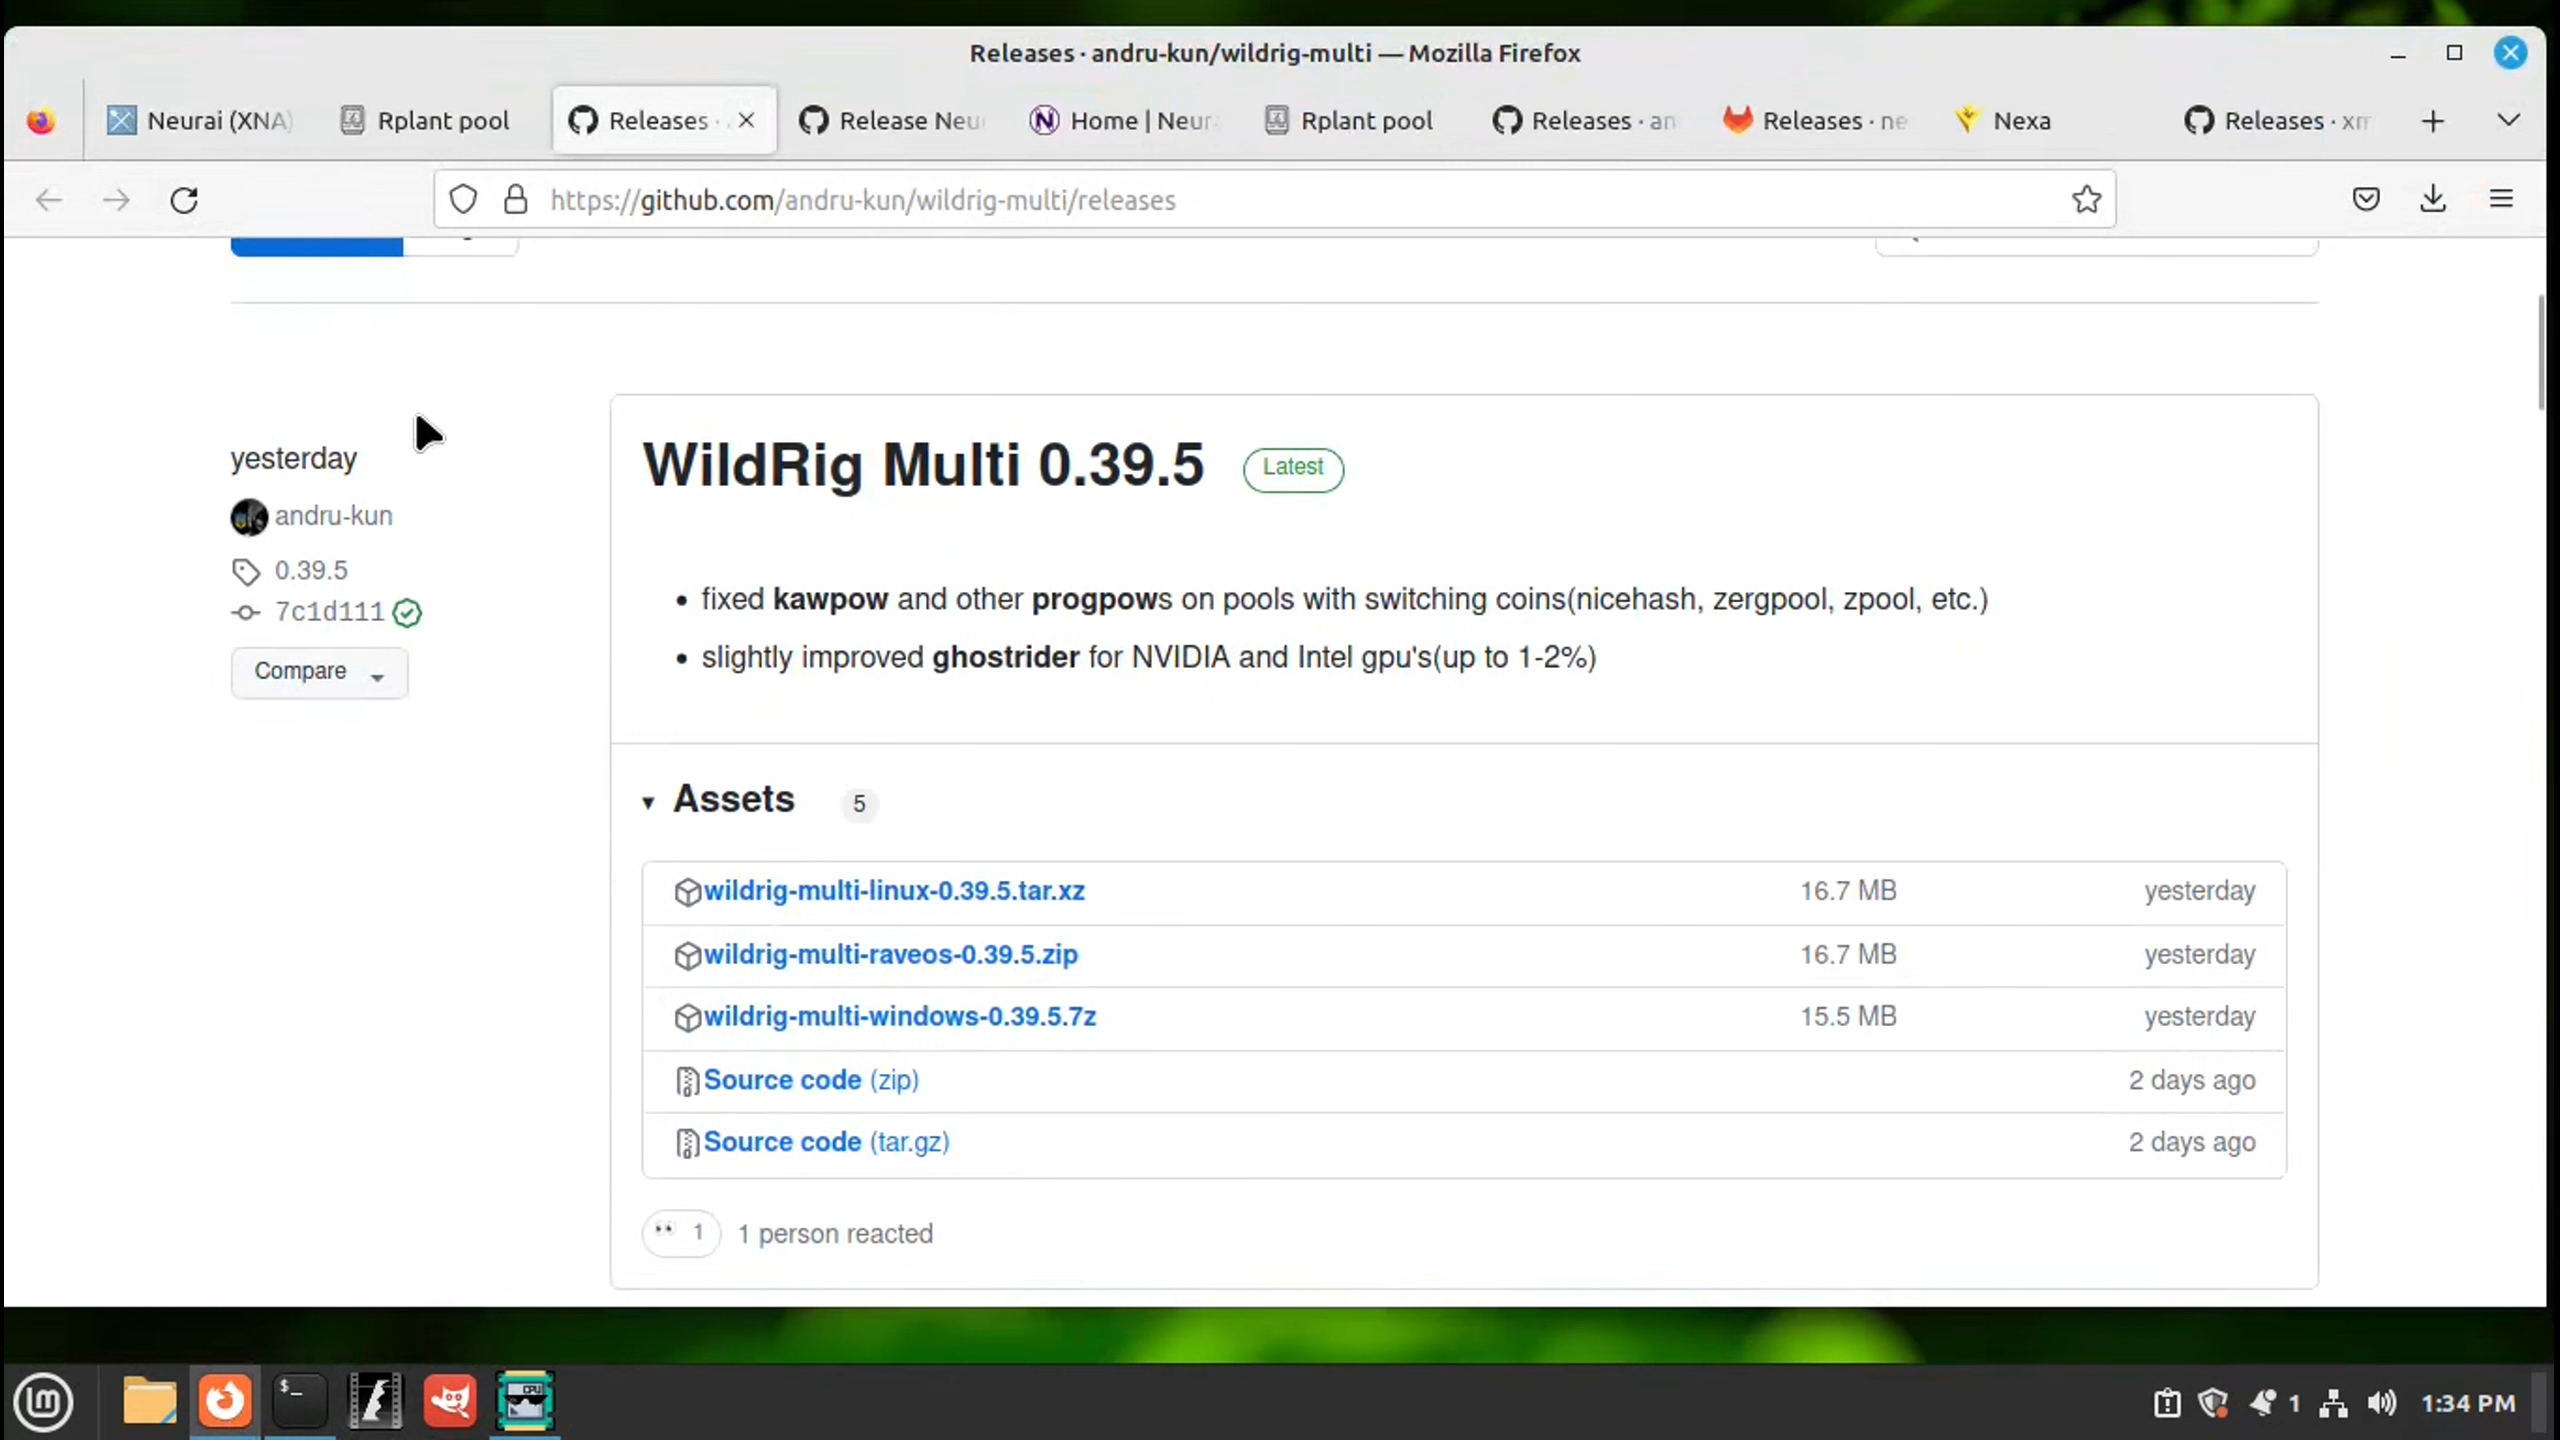 Releases · andru-kun/wildrig-multi — Mozilla Firefox
Neurai (XNA) Rplant pool Releases · Release Neu Home | Neur Rplant pool Releases · an Releases · ne Nexa Releases · xm
https://github.com/andru-kun/wildrig-multi/releases
yesterday
andru-kun
0.39.5
7c1d111
Compare
WildRig Multi 0.39.5 Latest
• fixed kawpow and other progpows on pools with switching coins(nicehash, zergpool, zpool, etc.)
• slightly improved ghostrider for NVIDIA and Intel gpu's(up to 1-2%)
Assets 5
wildrig-multi-linux-0.39.5.tar.xz 16.7 MB yesterday
wildrig-multi-raveos-0.39.5.zip 16.7 MB yesterday
wildrig-multi-windows-0.39.5.7z 15.5 MB yesterday
Source code (zip) 2 days ago
Source code (tar.gz) 2 days ago
1 1 person reacted
$_ CPU 1 1:34 PM